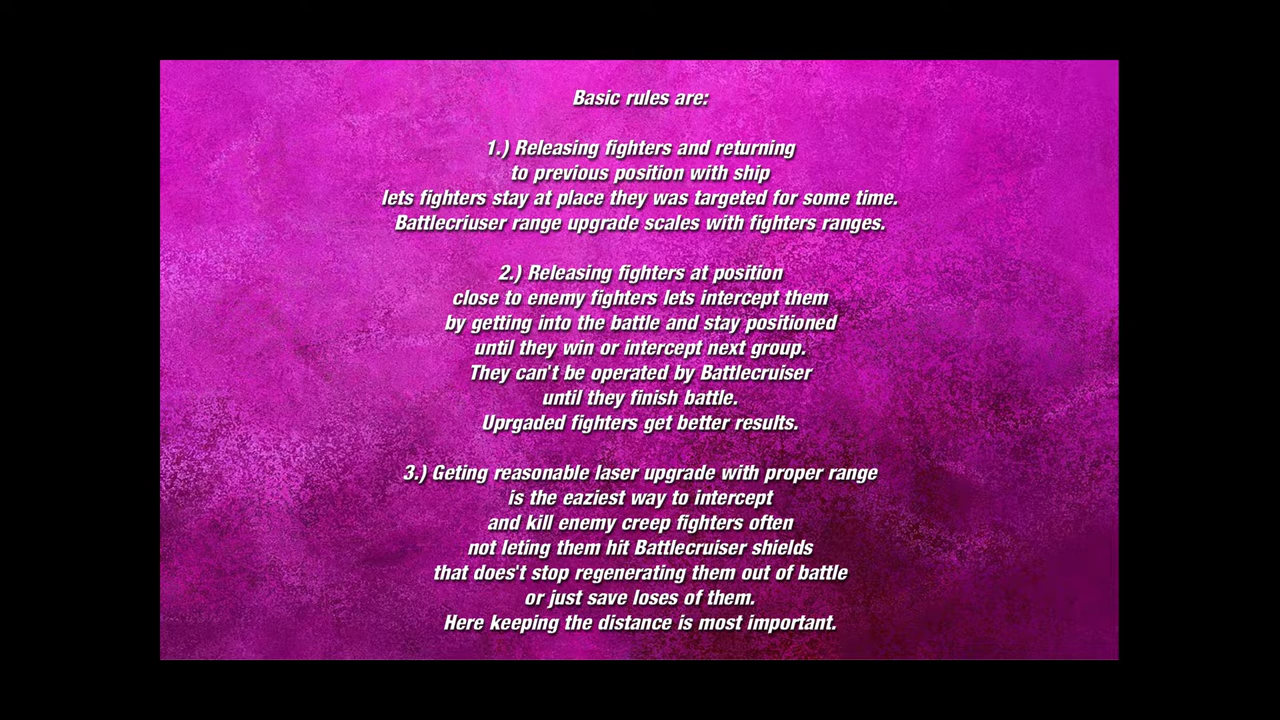 Basic rules are:
1.) Releasing fighters and returning
to previous position with ship
lets fighters stay at place they was targeted for some time.
Battlecriuser range upgrade scales with fighters ranges.
2.) Releasing fighters at position
close to enemy fighters lets intercept them
by getting into the battle and stay positioned
until they win or intercept next group.
They can't be operated by Battlecruiser
until they finish battle.
Uprgaded fighters get better results.
3.) Geting reasonable laser upgrade with proper range
is the eaziest way to intercept
and kill enemy creep fighters often
not leting them hit Battlecruiser shields
that does't stop regenerating them out of battle
or just save loses of them.
Here keeping the distance is most important.